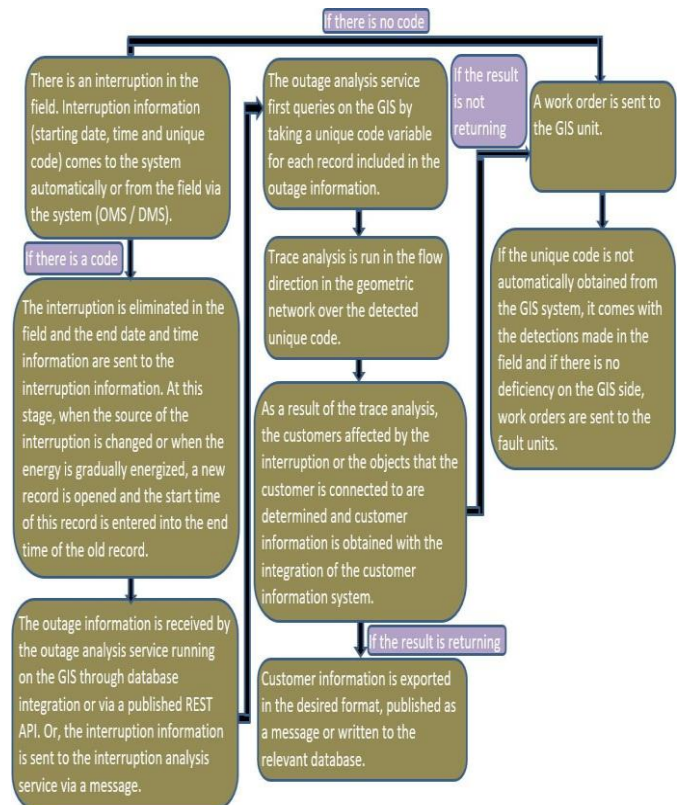 If there is no code
There is an interruption in the
field. Interruption information
(starting date, time and unique
code) comes to the system
automatically or from the field via
the system (OMS / DMS).
If there is a code
The interruption is eliminated in the
field and the end date and time
information are sent to the
interruption information. At this
stage, when the source of the
interruption is changed or when the
energy is gradually energized, a new
record is opened and the start time
of this record is entered into the end
time of the old record.
The outage information is received by
the outage analysis service running
on the GIS through database
integration or via a published REST
API. Or, the interruption information
is sent to the interruption analysis
service via a message.
The outage analysis service
first queries on the GIS by
taking a unique code variable
for each record included in the
outage information.
Trace analysis is run in the flow
direction in the geometric
network over the detected
unique code.
As a result of the trace analysis,
the customers affected by the
interruption or the objects that the
customer is connected to are
determined and customer
information is obtained with the
integration of the customer
information system.
If the result is returning
Customer information is exported
in the desired format, published as
a message or written to the
relevant database.
If the result
is not
returning
A work order is sent to
the GIS unit.
If the unique code is not
automatically obtained from
the GIS system, it comes with
the detections made in the
field and if there is no
deficiency on the GIS side,
work orders are sent to the
fault units.